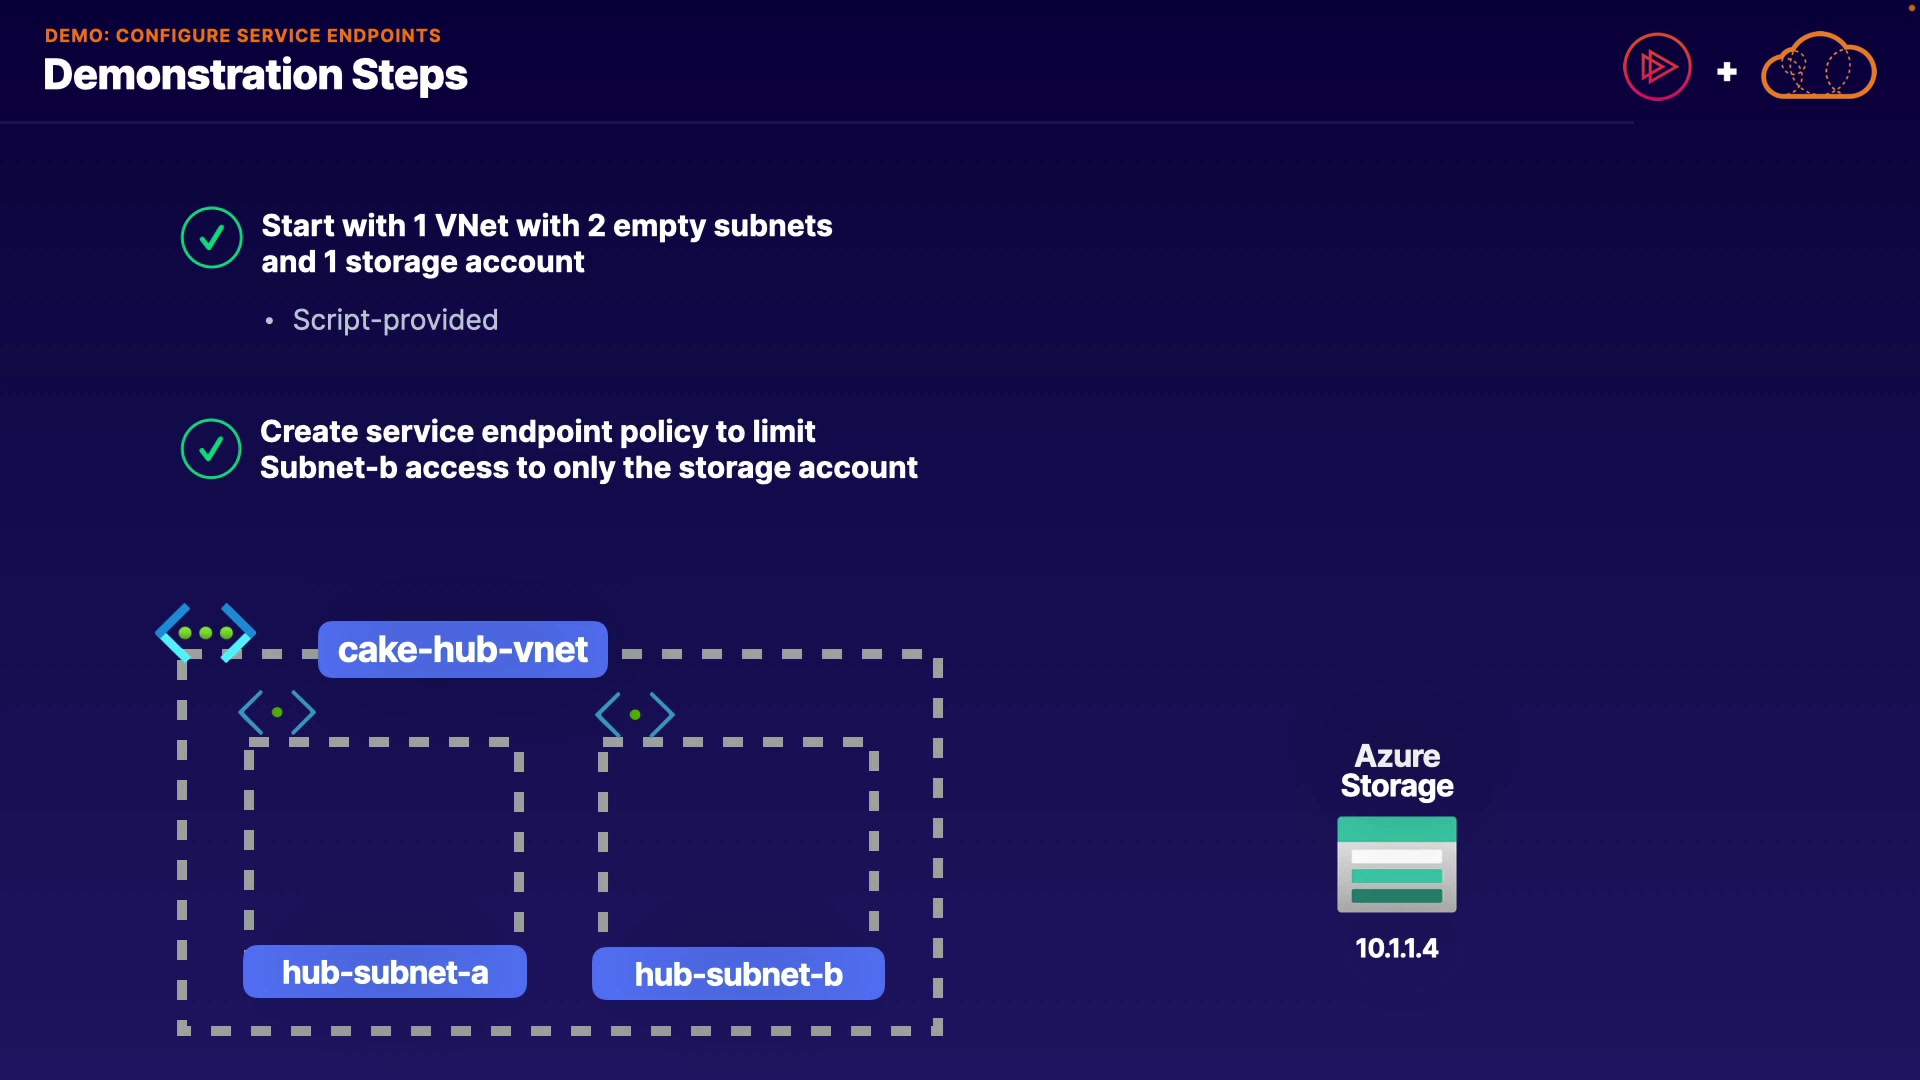 DEMO: CONFIGURE SERVICE ENDPOINTS
Demonstration Steps
Start with 1 VNet with 2 empty subnets
and 1 storage account
• Script-provided
Create service endpoint policy to limit
Subnet-b access to only the storage account
cake-hub-vnet
hub-subnet-a
hub-subnet-b
Azure
Storage
10.1.1.4